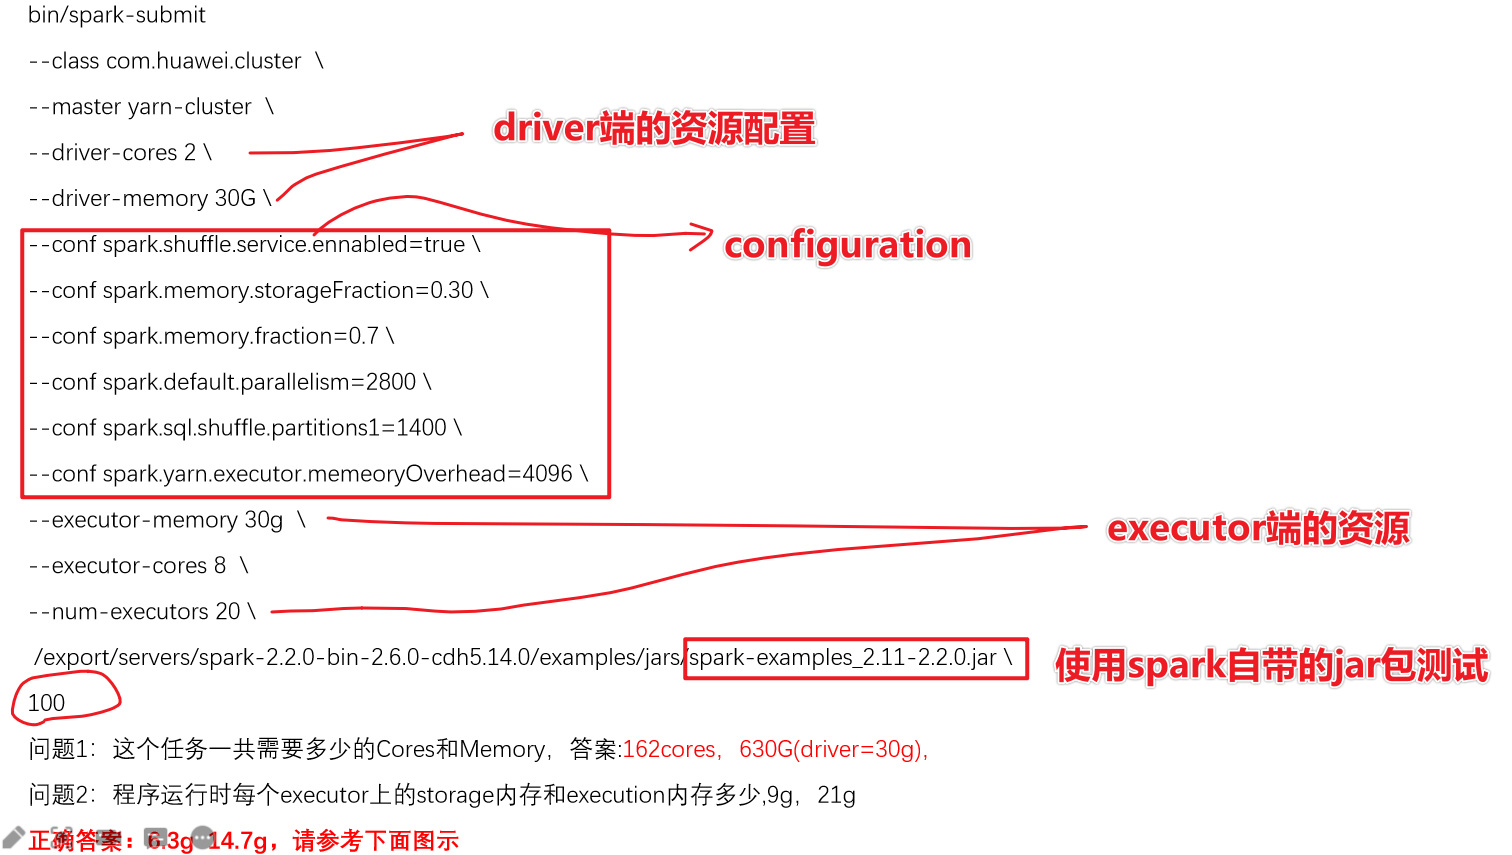 bin/spark-submit
--class com.huawei.cluster \
--master yarn-cluster \
driver端的资源配置
--driver-cores 2 \
--driver-memory 30G \
--conf spark.shuffle.service.ennabled=true \
configuration
--conf spark.memory.storageFraction=0.30 \
--conf spark.memory.fraction=0.7 \
--conf spark.default.parallelism=2800 \
--conf spark.sql.shuffle.partitions1=1400 \
--conf spark.yarn.executor.memeoryOverhead=4096 \
--executor-memory 30g \
executor端的资源
--executor-cores 8 \
--num-executors 20 \
/export/servers/spark-2.2.0-bin-2.6.0-cdh5.14.0/examples/jars/spark-examples_2.11-2.2.0.jar \
使用spark自带的jar包测试
100
问题1：这个任务一共需要多少的Cores和Memory，答案:162cores，630G(driver=30g),
问题2：程序运行时每个executor上的storage内存和execution内存多少,9g，21g
正确答案：6.3g 14.7g，请参考下面图示